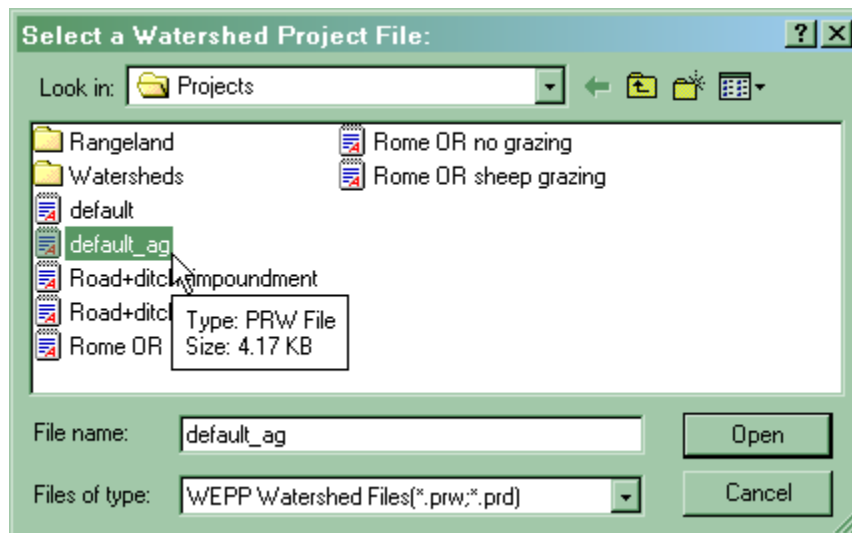 Select a Watershed Project File:
Look in: Projects
Rangeland
Watersheds
default
default_ag
Road+ditch impoundment
Road+ditch
Rome OR
Rome OR no grazing
Rome OR sheep grazing
Type: PRW File
Size: 4.17 KB
File name: default_ag Open
Files of type: WEPP Watershed Files(*.prw;*.prd) Cancel